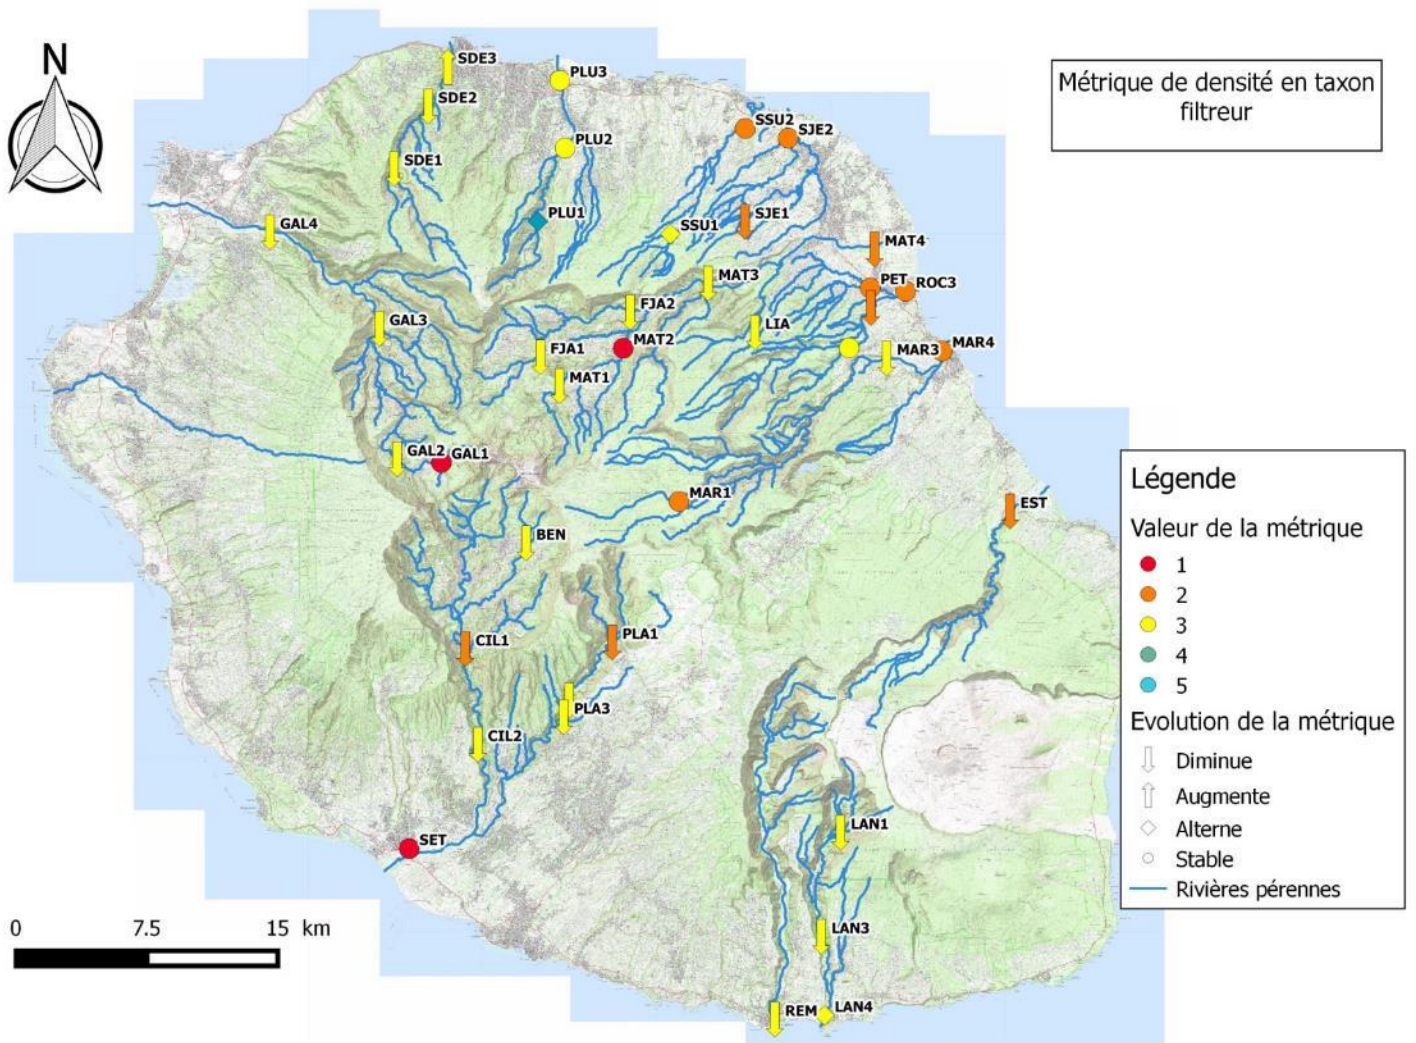 N
Métrique de densité en taxon
filtreur
SDE3
PLU3
SDE2
SSU2
SJE2
PLU2
SDE1
SJE1
PLU1
GAL4
SSU1
MAT4
MAT3
PET
ROC3
FJA2
GAL3
LIA
MAT2
MAR4
FJA1
MAR3
MAT1
GAL2
GAL1
MAR1
EST
BEN
CIL1
PLA1
PLA3
CIL2
LAN1
SET
LAN3
REM
LAN4
Légende
Valeur de la métrique
1
2
3
4
5
Evolution de la métrique
Diminue
Augmente
Alterne
Stable
Rivières pérennes
0 7.5 15 km